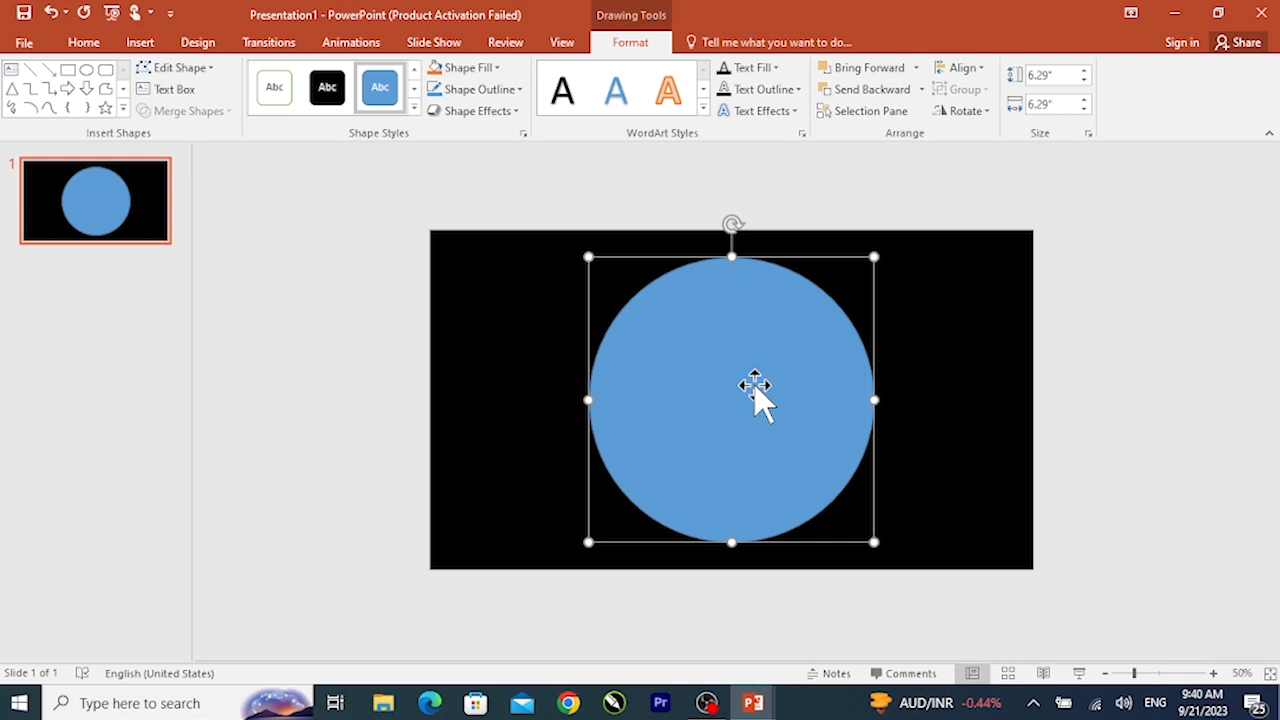 Presentation1 - PowerPoint (Product Activation Failed)
Drawing Tools
File
Home
Insert
Design
Transitions
Animations
Slide Show
Review
View
Format
Tell me what you want to do...
Sign in
Share
Edit Shape
Text Box
Merge Shapes
Insert Shapes
Abc
Abc
Abc
Shape Fill
Shape Outline
Shape Effects
Shape Styles
A
A
A
Text Fill
Text Outline
Text Effects
WordArt Styles
Bring Forward
Send Backward
Selection Pane
Align
Group
Rotate
Arrange
6.29"
6.29"
Size
1
Slide 1 of 1
English (United States)
Notes
Comments
50%
Type here to search
Pr
AUD/INR -0.44%
ENG
9:40 AM
9/21/2023
25